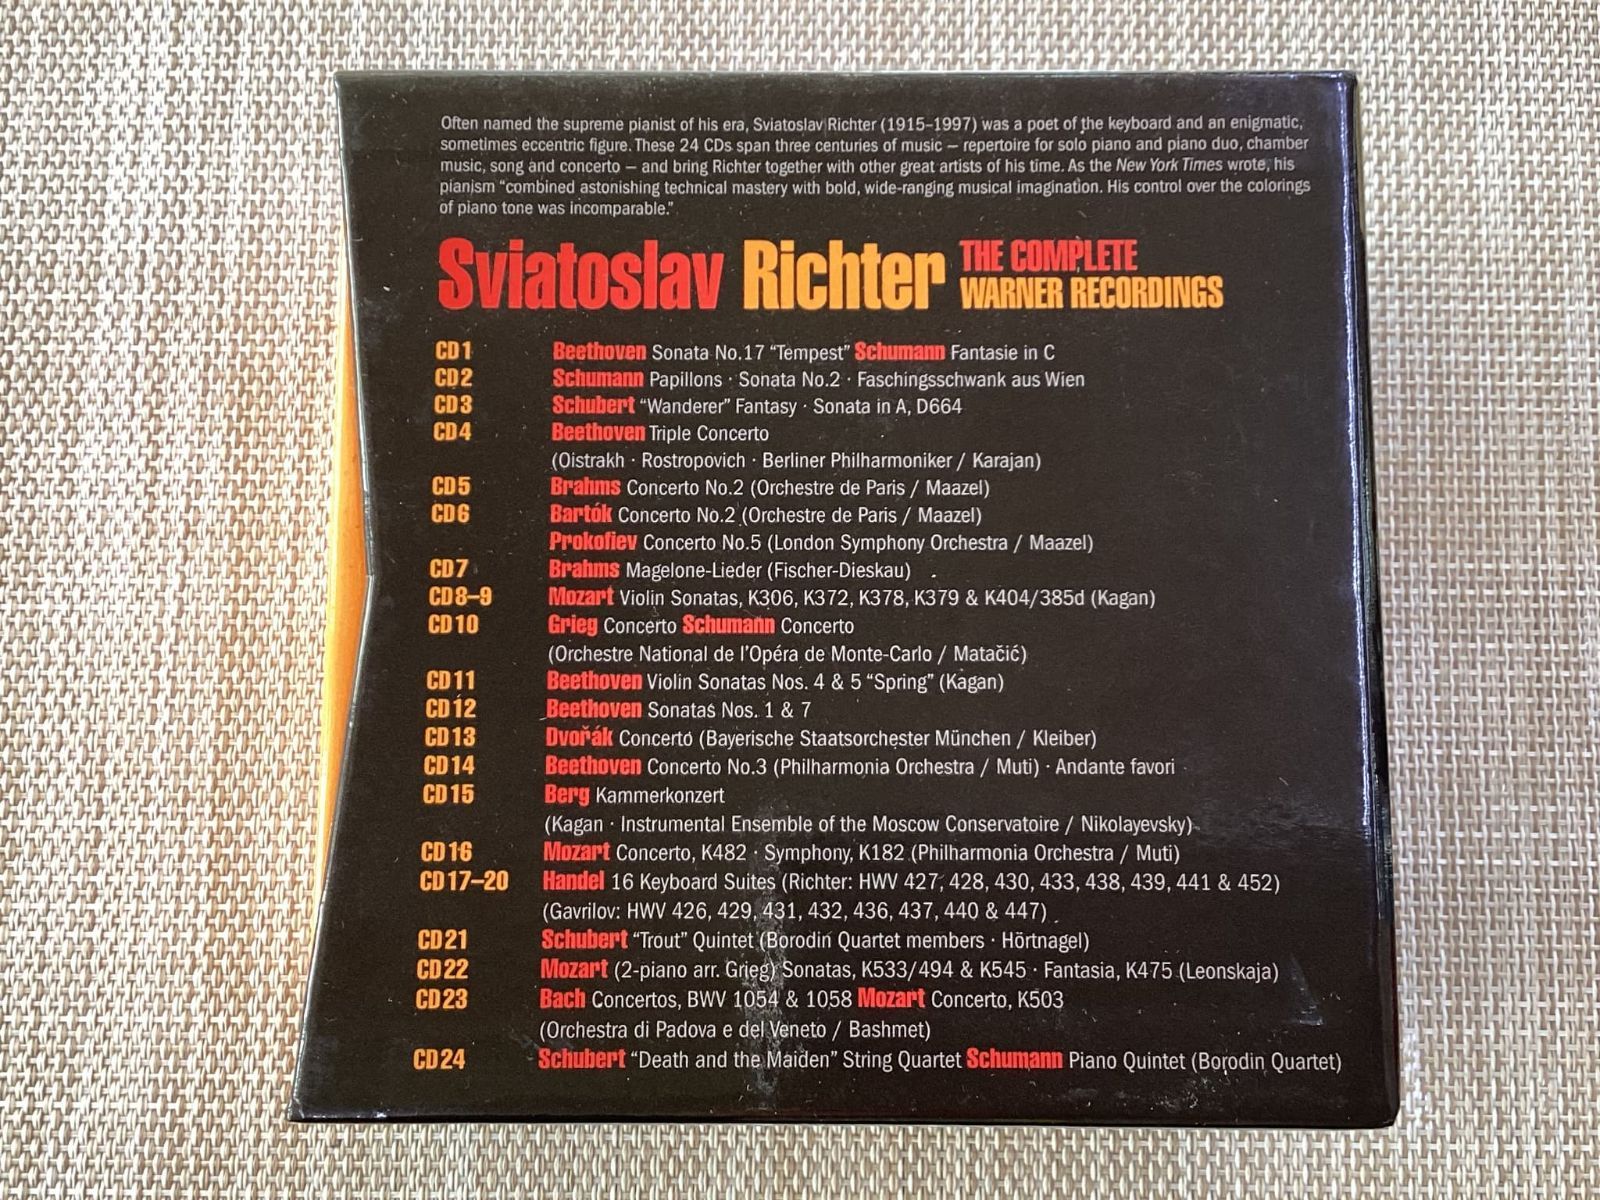 Often named the supreme pianist of his era, Sviatoslav Richter (1915–1997) was a poet of the keyboard and an enigmatic,
sometimes eccentric figure. These 24 CDs span three centuries of music – repertoire for solo piano and piano duo, chamber
music, song and concerto – and bring Richter together with other great artists of his time. As the New York Times wrote, his
pianism “combined astonishing technical mastery with bold, wide-ranging musical imagination. His control over the colorings
of piano tone was incomparable.”
Sviatoslav Richter THE COMPLETE
WARNER RECORDINGS
CD1 Beethoven Sonata No.17 “Tempest” Schumann Fantasie in C
CD2 Schumann Papillons · Sonata No.2 · Faschingsschwank aus Wien
CD3 Schubert “Wanderer” Fantasy · Sonata in A, D664
CD4 Beethoven Triple Concerto
(Oistrakh · Rostropovich · Berliner Philharmoniker / Karajan)
CD5 Brahms Concerto No.2 (Orchestre de Paris / Maazel)
CD6 Bartók Concerto No.2 (Orchestre de Paris / Maazel)
Prokofiev Concerto No.5 (London Symphony Orchestra / Maazel)
CD7 Brahms Magelone-Lieder (Fischer-Dieskau)
CD8–9 Mozart Violin Sonatas, K306, K372, K378, K379 & K404/385d (Kagan)
CD10 Grieg Concerto Schumann Concerto
(Orchestre National de l’Opéra de Monte-Carlo / Matačić)
CD11 Beethoven Violin Sonatas Nos. 4 & 5 “Spring” (Kagan)
CD12 Beethoven Sonatas Nos. 1 & 7
CD13 Dvořák Concerto (Bayerische Staatsorchester München / Kleiber)
CD14 Beethoven Concerto No.3 (Philharmonia Orchestra / Muti) · Andante favori
CD15 Berg Kammerkonzert
(Kagan · Instrumental Ensemble of the Moscow Conservatoire / Nikolayevsky)
CD16 Mozart Concerto, K482 · Symphony, K182 (Philharmonia Orchestra / Muti)
CD17–20 Handel 16 Keyboard Suites (Richter: HWV 427, 428, 430, 433, 438, 439, 441 & 452)
(Gavrilov: HWV 426, 429, 431, 432, 436, 437, 440 & 447)
CD21 Schubert “Trout” Quintet (Borodin Quartet members · Hörtnagel)
CD22 Mozart (2-piano arr. Grieg) Sonatas, K533/494 & K545 · Fantasia, K475 (Leonskaja)
CD23 Bach Concertos, BWV 1054 & 1058 Mozart Concerto, K503
(Orchestra di Padova e del Veneto / Bashmet)
CD24 Schubert “Death and the Maiden” String Quartet Schumann Piano Quintet (Borodin Quartet)